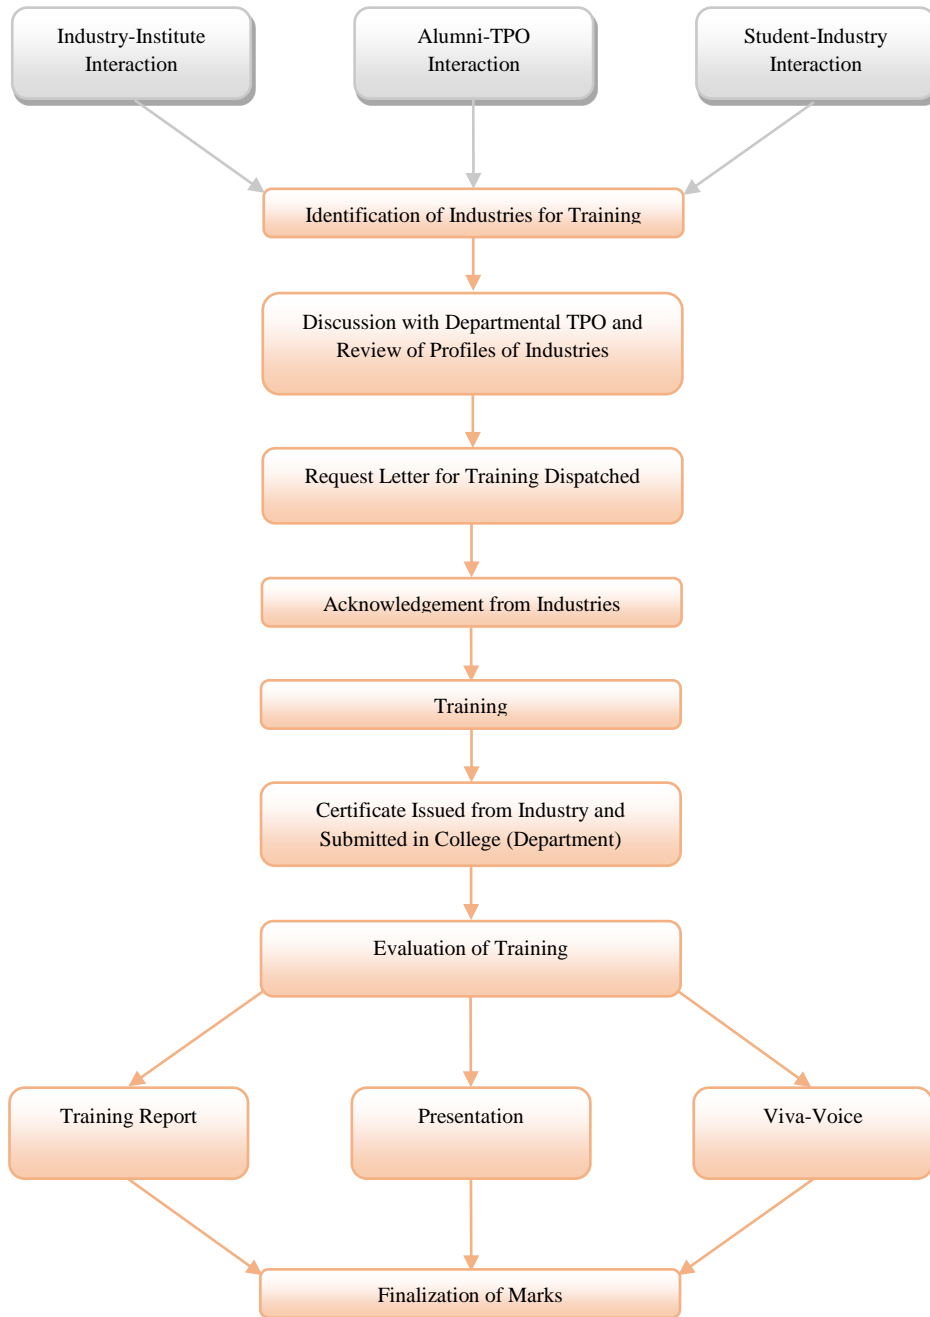 Industry-Institute
Interaction
Alumni-TPO
Interaction
Student-Industry
Interaction
Identification of Industries for Training
Discussion with Departmental TPO and
Review of Profiles of Industries
Request Letter for Training Dispatched
Acknowledgement from Industries
Training
Certificate Issued from Industry and
Submitted in College (Department)
Evaluation of Training
Training Report
Presentation
Viva-Voice
Finalization of Marks